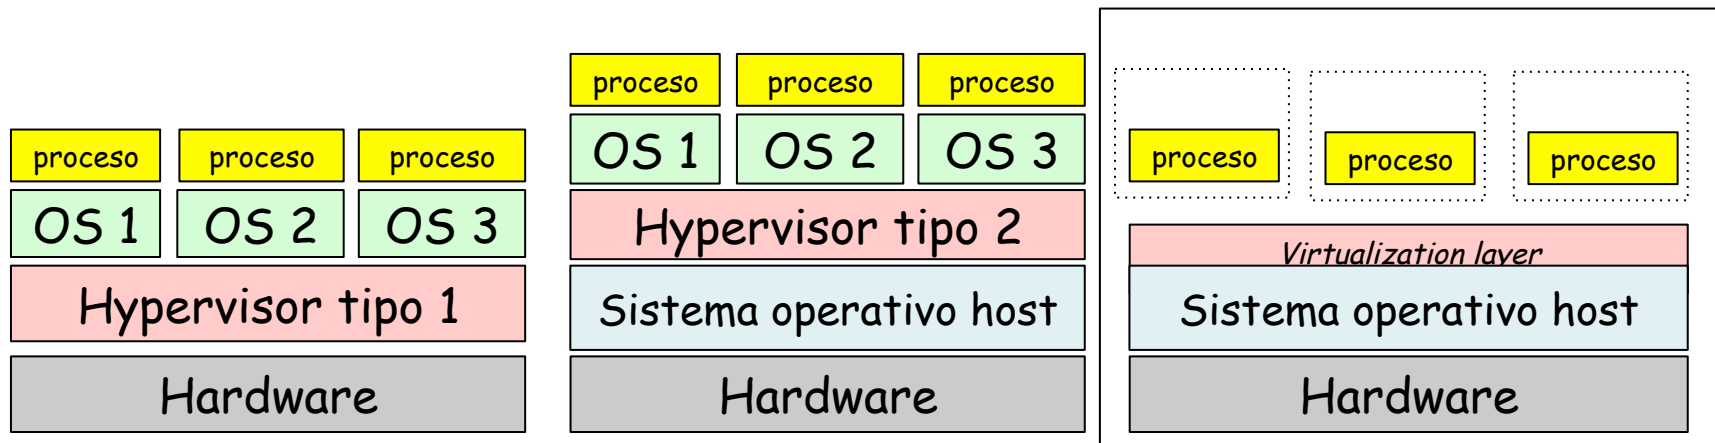 proceso proceso proceso
OS 1 OS 2 OS 3
Hypervisor tipo 1
Hardware
proceso proceso proceso
OS 1 OS 2 OS 3
Hypervisor tipo 2
Sistema operativo host
Hardware
proceso proceso proceso
Virtualization layer
Sistema operativo host
Hardware